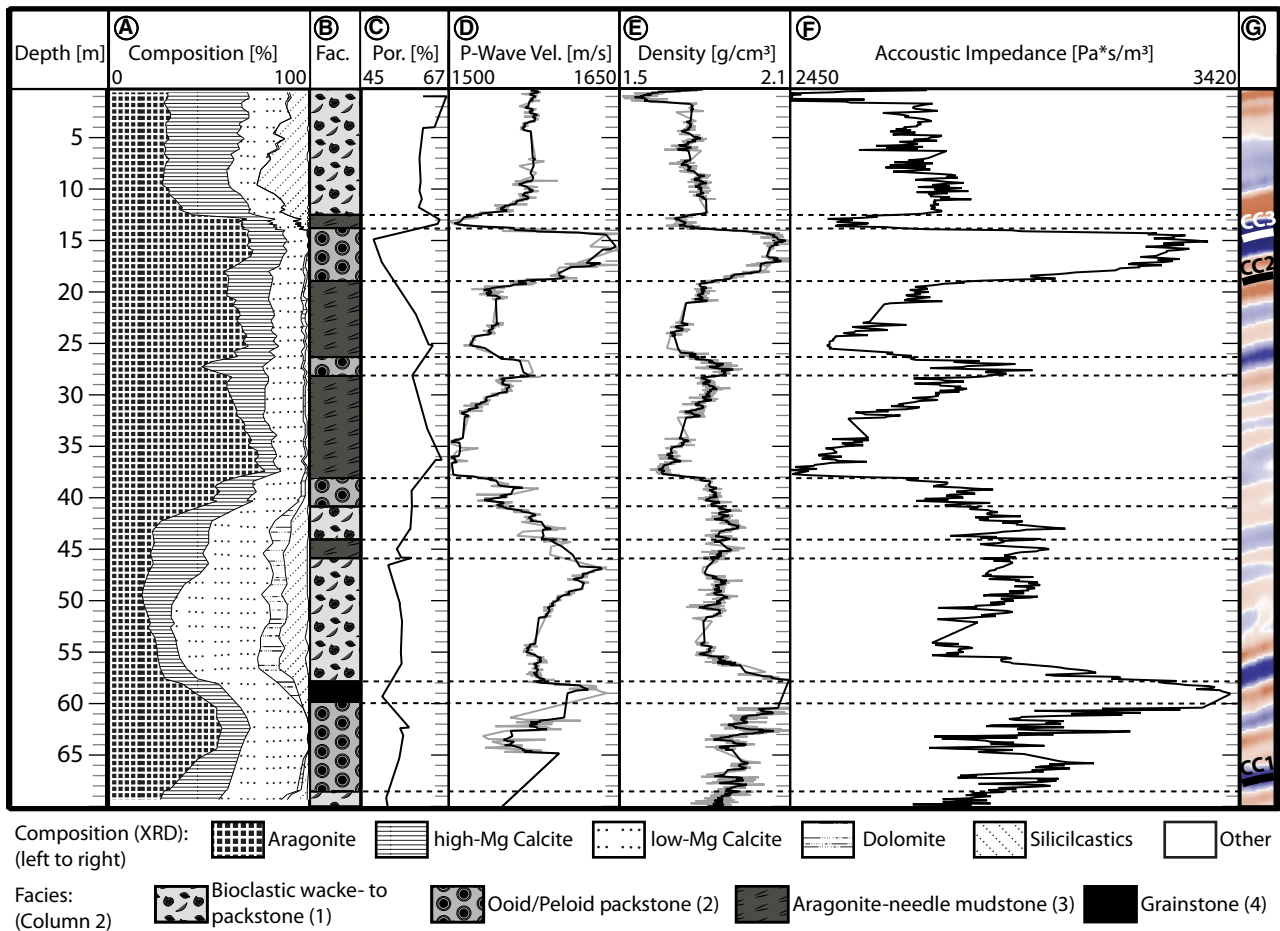 A B C D E F G
Depth [m] Composition [%] Fac. Por. [%] P-Wave Vel. [m/s] Density [g/cm³] Accoustic Impedance [Pa*s/m³]
0 100 45 67 1500 1650 1.5 2.1 2450 3420
5
10
CC3
15
CC2
20
25
30
35
40
45
50
55
60
65
CC1
Composition (XRD): Aragonite high-Mg Calcite low-Mg Calcite Dolomite Silicilcastics Other
(left to right)
Facies: Bioclastic wacke- to Ooid/Peloid packstone (2) Aragonite-needle mudstone (3) Grainstone (4)
(Column 2) packstone (1)